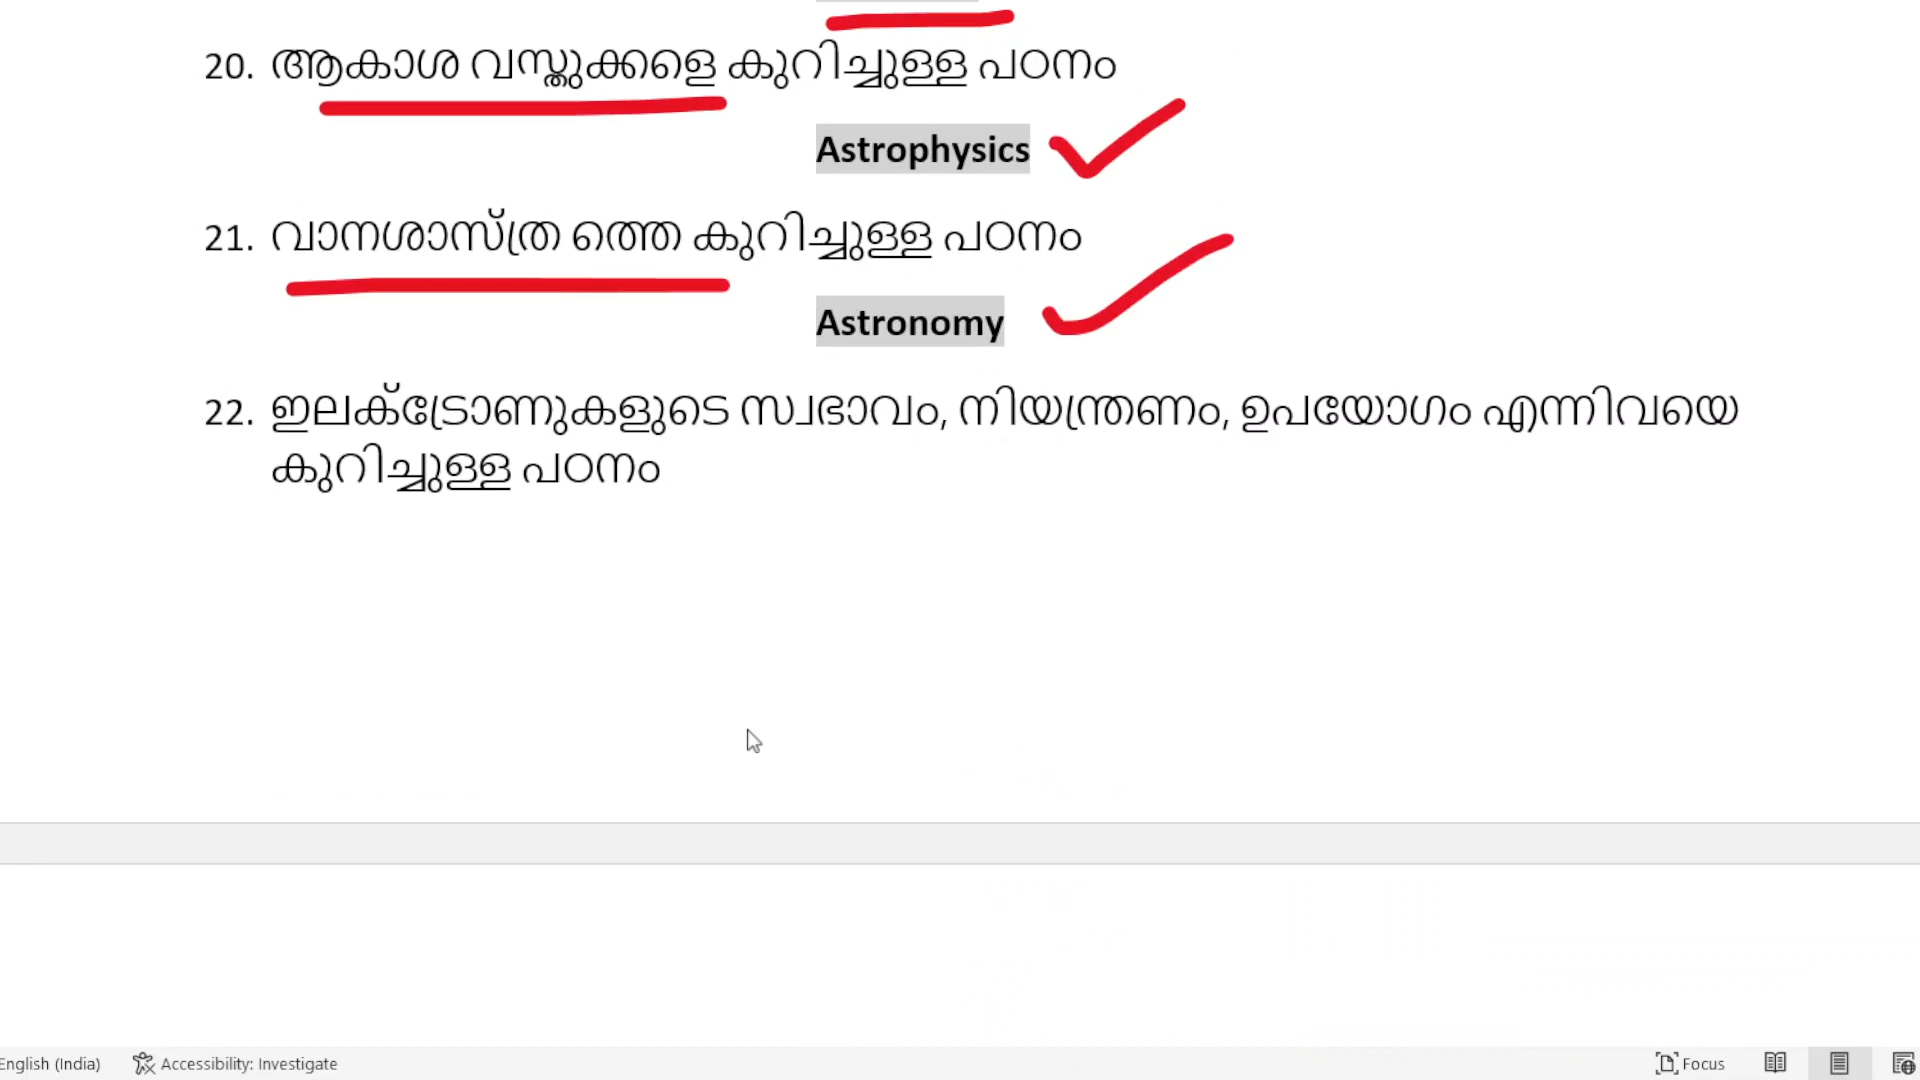 20. ആകാശ വസ്തുക്കളെ കുറിച്ചുള്ള പഠനം
Astrophysics
21. വാനശാസ്ത്ര ത്തെ കുറിച്ചുള്ള പഠനം
Astronomy
22. ഇലക്ട്രോണുകളുടെ സ്വഭാവം, നിയന്ത്രണം, ഉപയോഗം എന്നിവയെ
കുറിച്ചുള്ള പഠനം
English (India) Accessibility: Investigate Focus